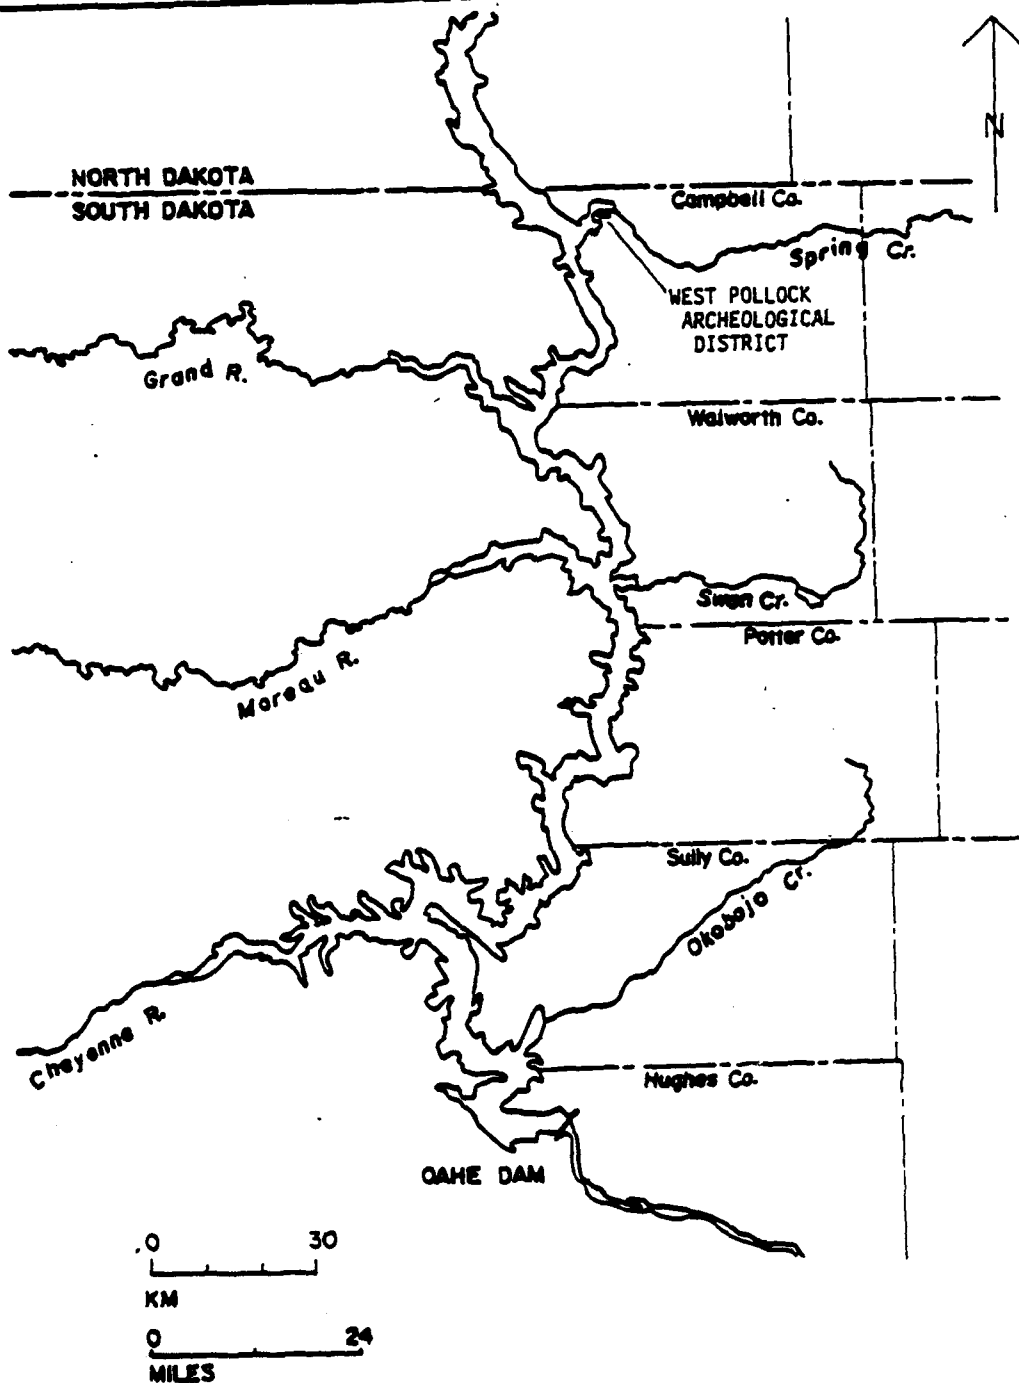 N
NORTH DAKOTA
SOUTH DAKOTA
Campbell Co.
Spring Cr.
WEST POLLOCK
ARCHEOLOGICAL
DISTRICT
Grand R.
Walworth Co.
Swan Cr.
Potter Co.
Moreau R.
Sully Co.
Okobojo Cr.
Cheyenne R.
Hughes Co.
OAHE DAM
0 30
KM
0 24
MILES